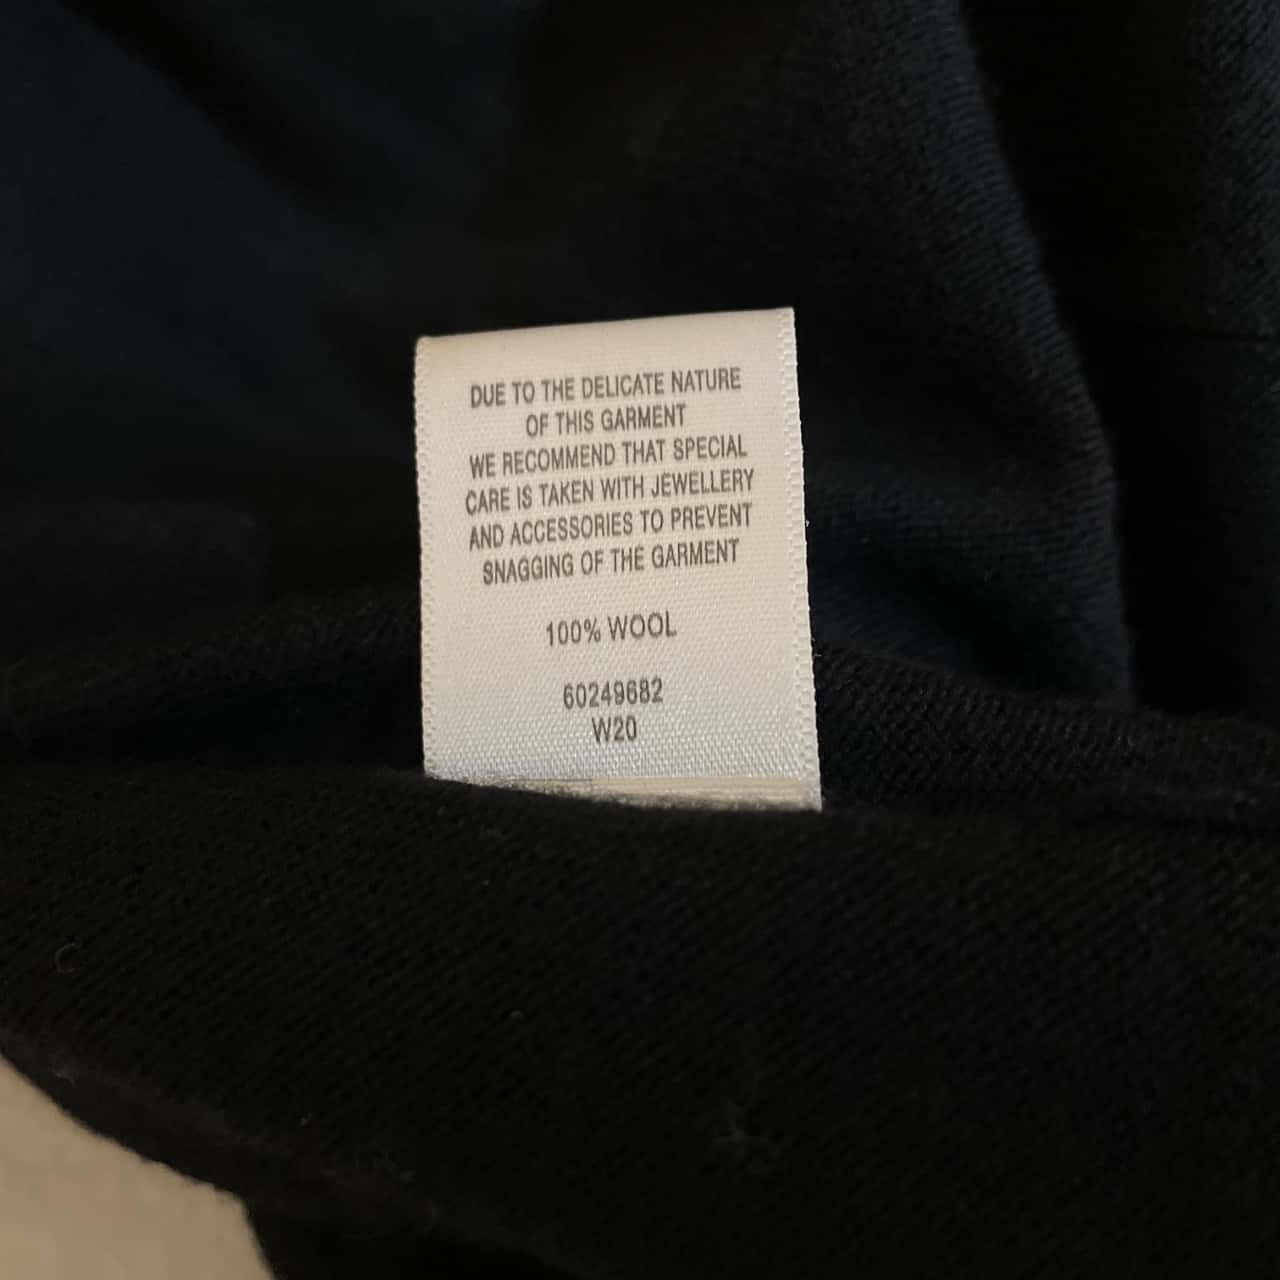 DUE TO THE DELICATE NATURE
OF THIS GARMENT
WE RECOMMEND THAT SPECIAL
CARE IS TAKEN WITH JEWELLERY
AND ACCESSORIES TO PREVENT
SNAGGING OF THE GARMENT
100% WOOL
60249682
W20